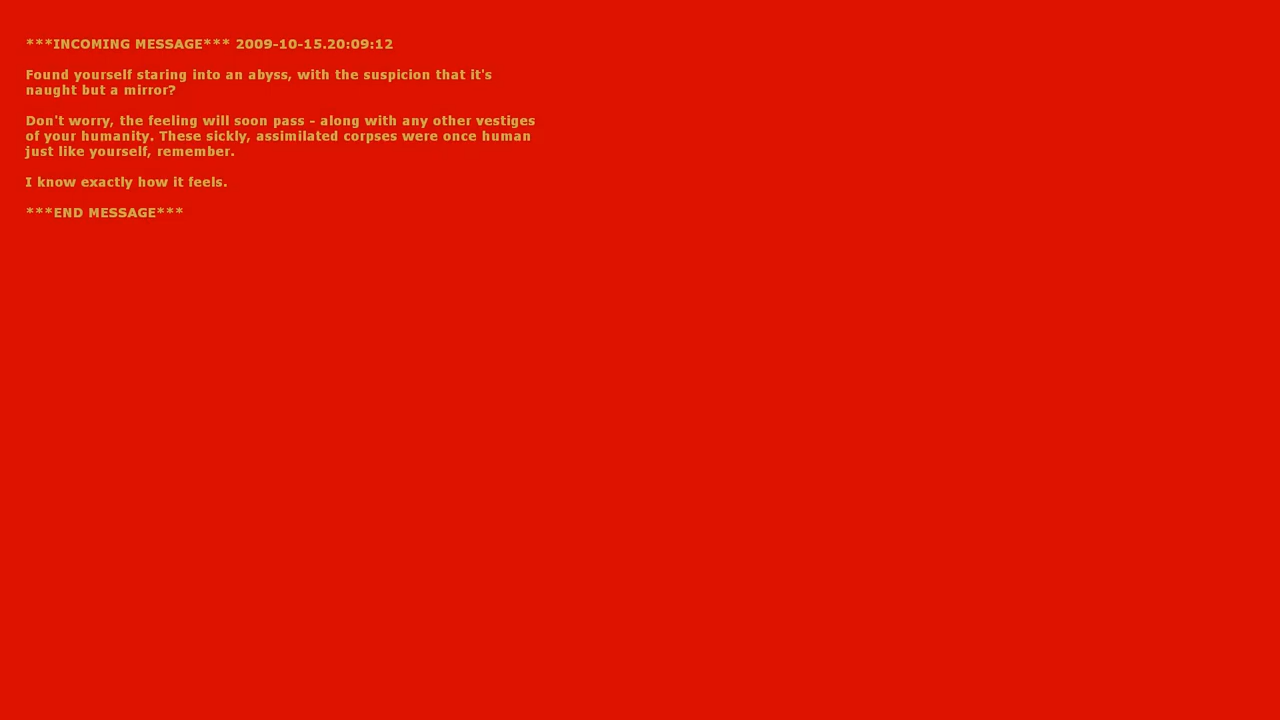 ***INCOMING MESSAGE*** 2009-10-15.20:09:12
Found yourself staring into an abyss, with the suspicion that it's
naught but a mirror?
Don't worry, the feeling will soon pass - along with any other vestiges
of your humanity. These sickly, assimilated corpses were once human
just like yourself, remember.
I know exactly how it feels.
***END MESSAGE***